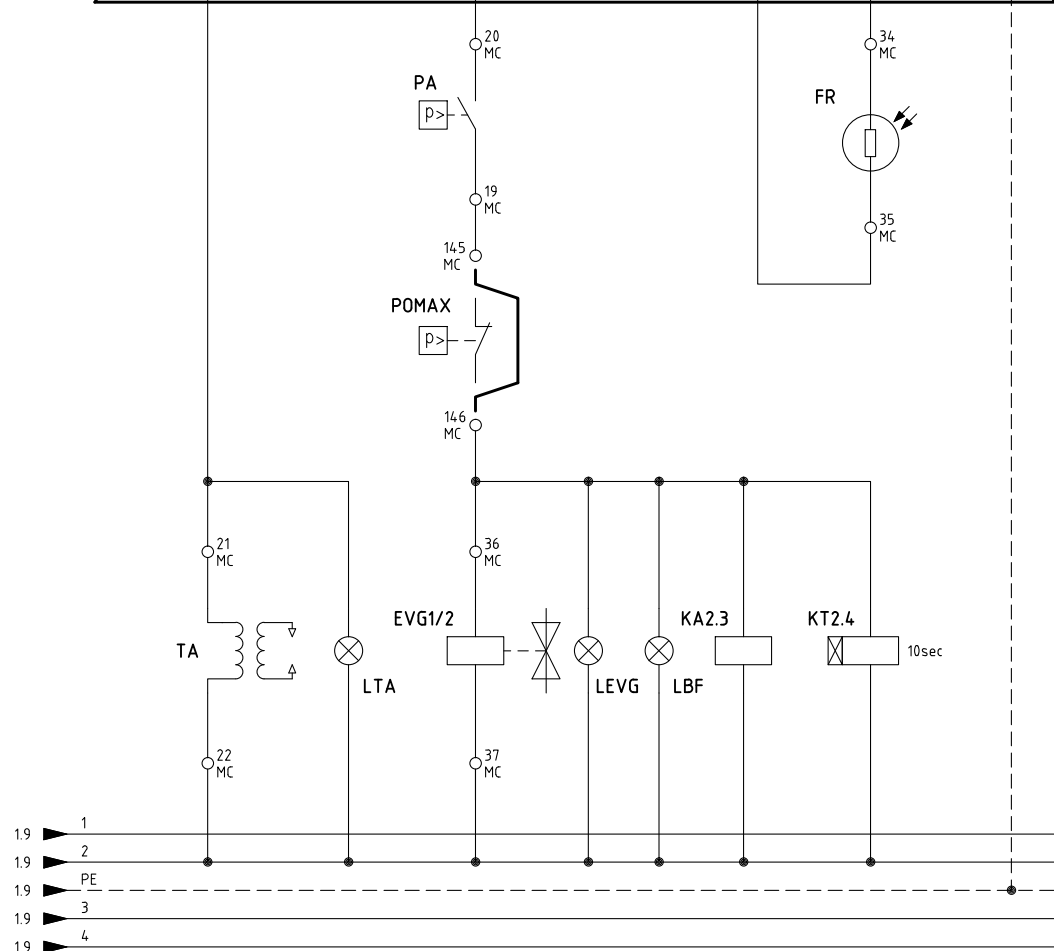 20
MC
34
MC
PA
p>
FR
19
MC
35
MC
145
MC
POMAX
p>
146
MC
21
MC
36
MC
EVG1/2
KA2.3
KT2.4
TA
10sec
LTA
LEVG
LBF
22
MC
37
MC
1
1.9
2
1.9
PE
1.9
3
1.9
4
1.9